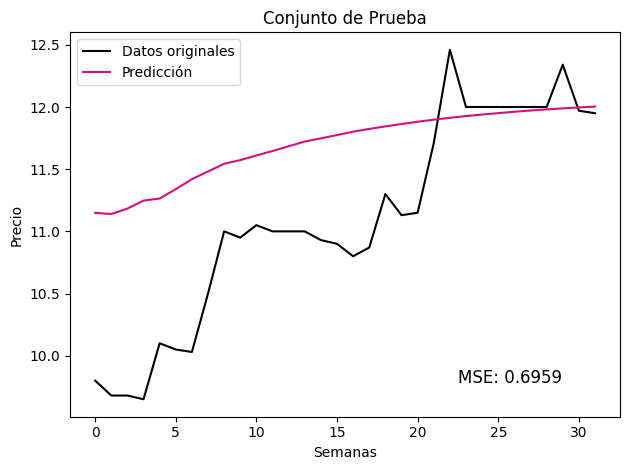 Conjunto de Prueba
Datos originales
Predicción
12.5
12.0
11.5
11.0
10.5
10.0
Precio
MSE: 0.6959
0 5 10 15 20 25 30
Semanas